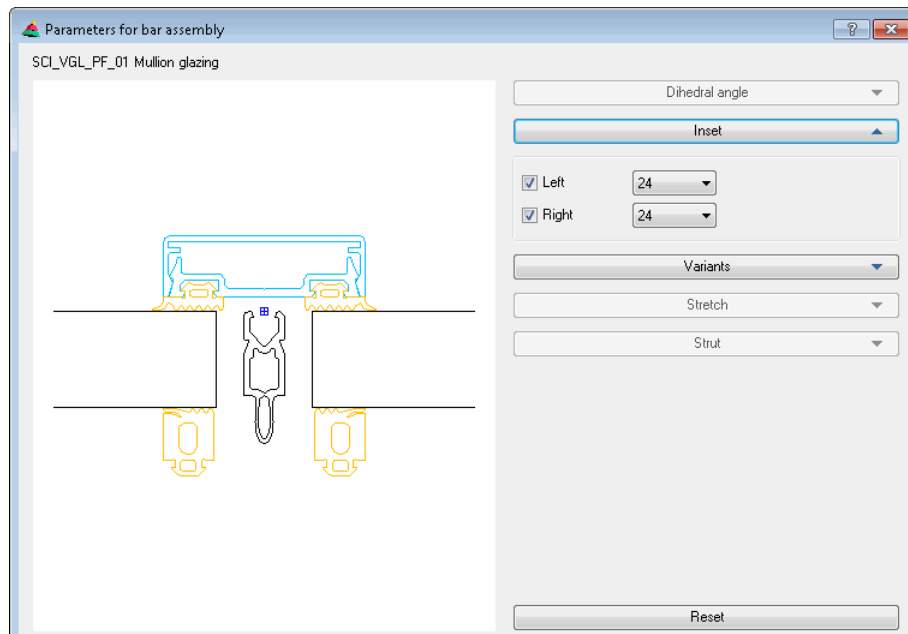 Parameters for bar assembly
?
SCI_VGL_PF_01 Mullion glazing
Dihedral angle
Inset
Left 24
Right 24
Variants
Stretch
Strut
Reset